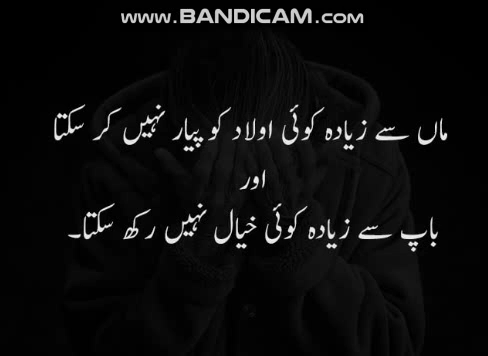 www.BANDICAM.com
ماں سے زیادہ کوئی اولاد کو پیار نہیں کر سکتا
اور
باپ سے زیادہ کوئی خیال نہیں رکھ سکتا۔